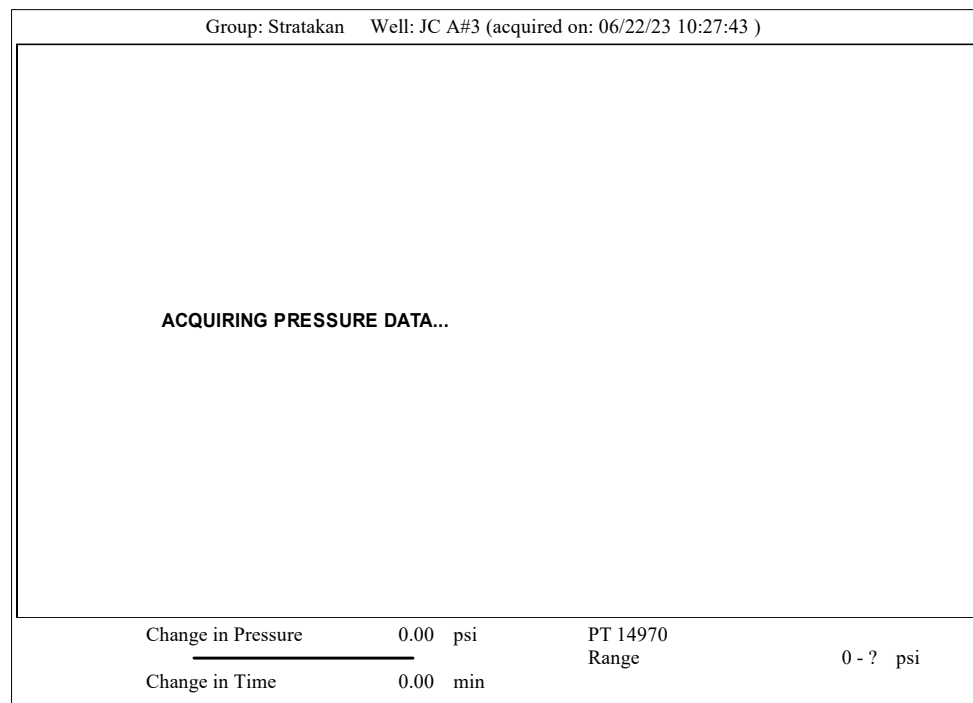 Group: Stratakan Well: JC A#3 (acquired on: 06/22/23 10:27:43 )
ACQUIRING PRESSURE DATA...
Change in Pressure 0.00 psi PT 14970
Range 0 - ? psi
Change in Time 0.00 min